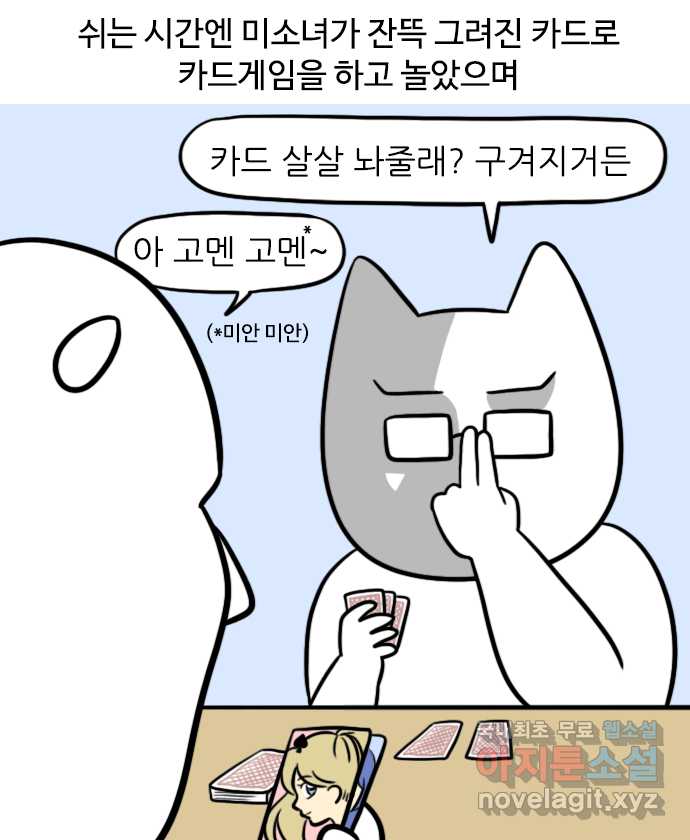 쉬는 시간엔 미소녀가 잔뜩 그려진 카드로
카드게임을 하고 놀았으며
카드 살살 놔줄래? 구겨지거든
아 고멘 고멘*~
(*미안 미안)
국내최초 무료 웹소설
아지툰소설
novelagit.xyz